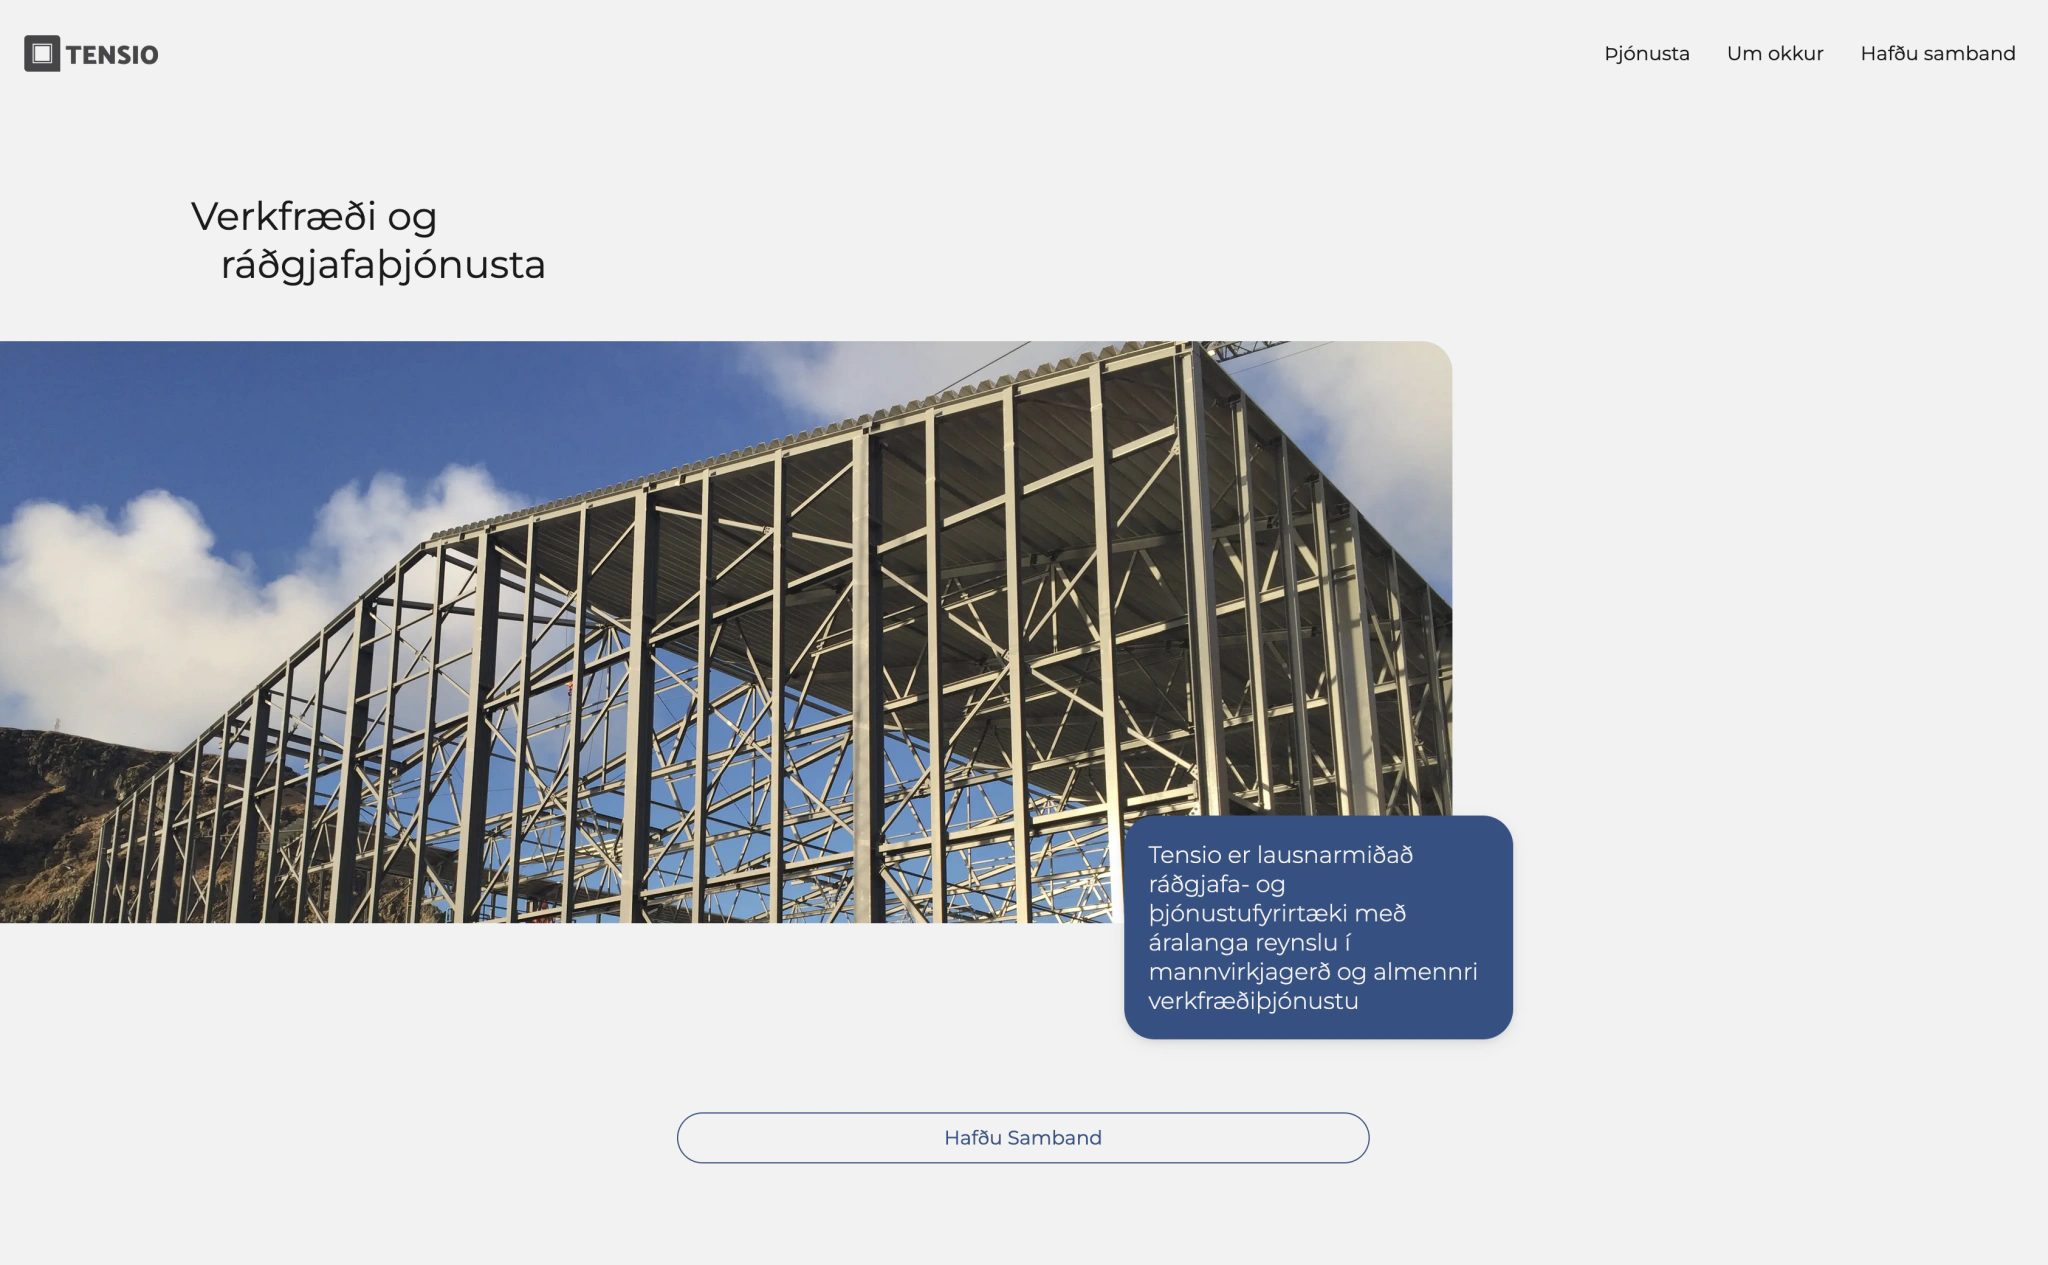 TENSIO
Þjónusta
Um okkur
Hafðu samband
Verkfræði og
ráðgjafaþjónusta
Tensio er lausnarmiðað
ráðgjafa- og
þjónustufyrirtæki með
áralanga reynslu í
mannvirkjagerð og almennri
verkfræðiþjónustu
Hafðu Samband